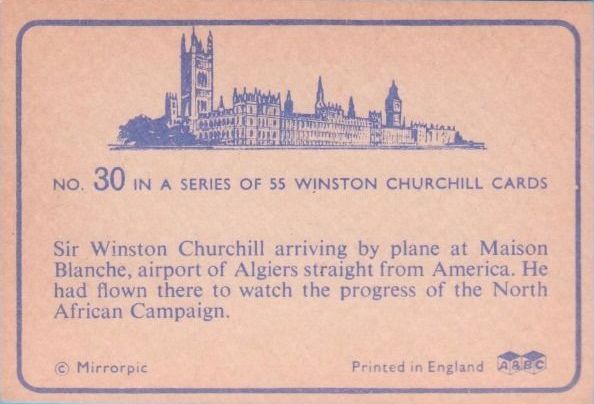 NO. 30 IN A SERIES OF 55 WINSTON CHURCHILL CARDS
Sir Winston Churchill arriving by plane at Maison
Blanche, airport of Algiers straight from America. He
had flown there to watch the progress of the North
African Campaign.
© Mirrorpic
Printed in England A&BC